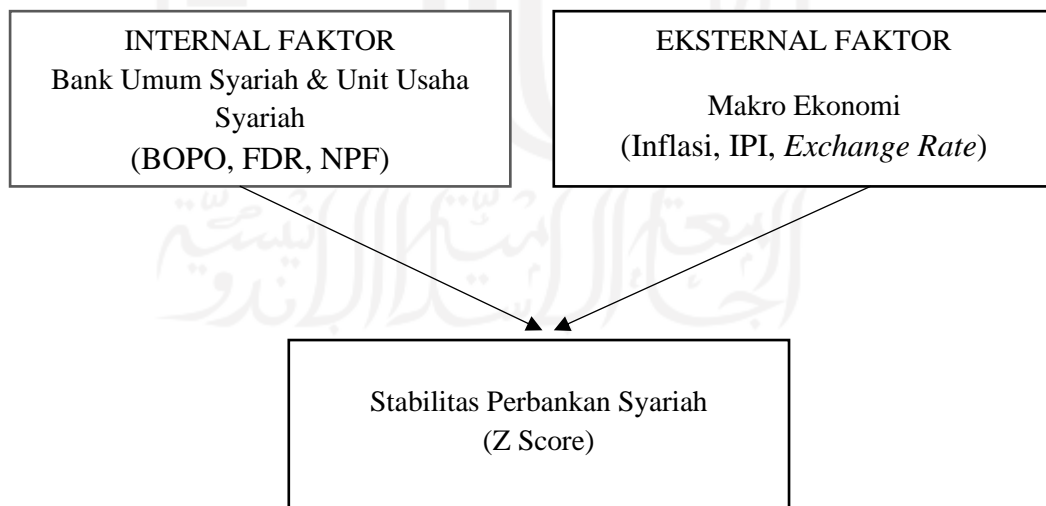 INTERNAL FAKTOR
Bank Umum Syariah & Unit Usaha
Syariah
(BOPO, FDR, NPF)
EKSTERNAL FAKTOR
Makro Ekonomi
(Inflasi, IPI, Exchange Rate)
Stabilitas Perbankan Syariah
(Z Score)